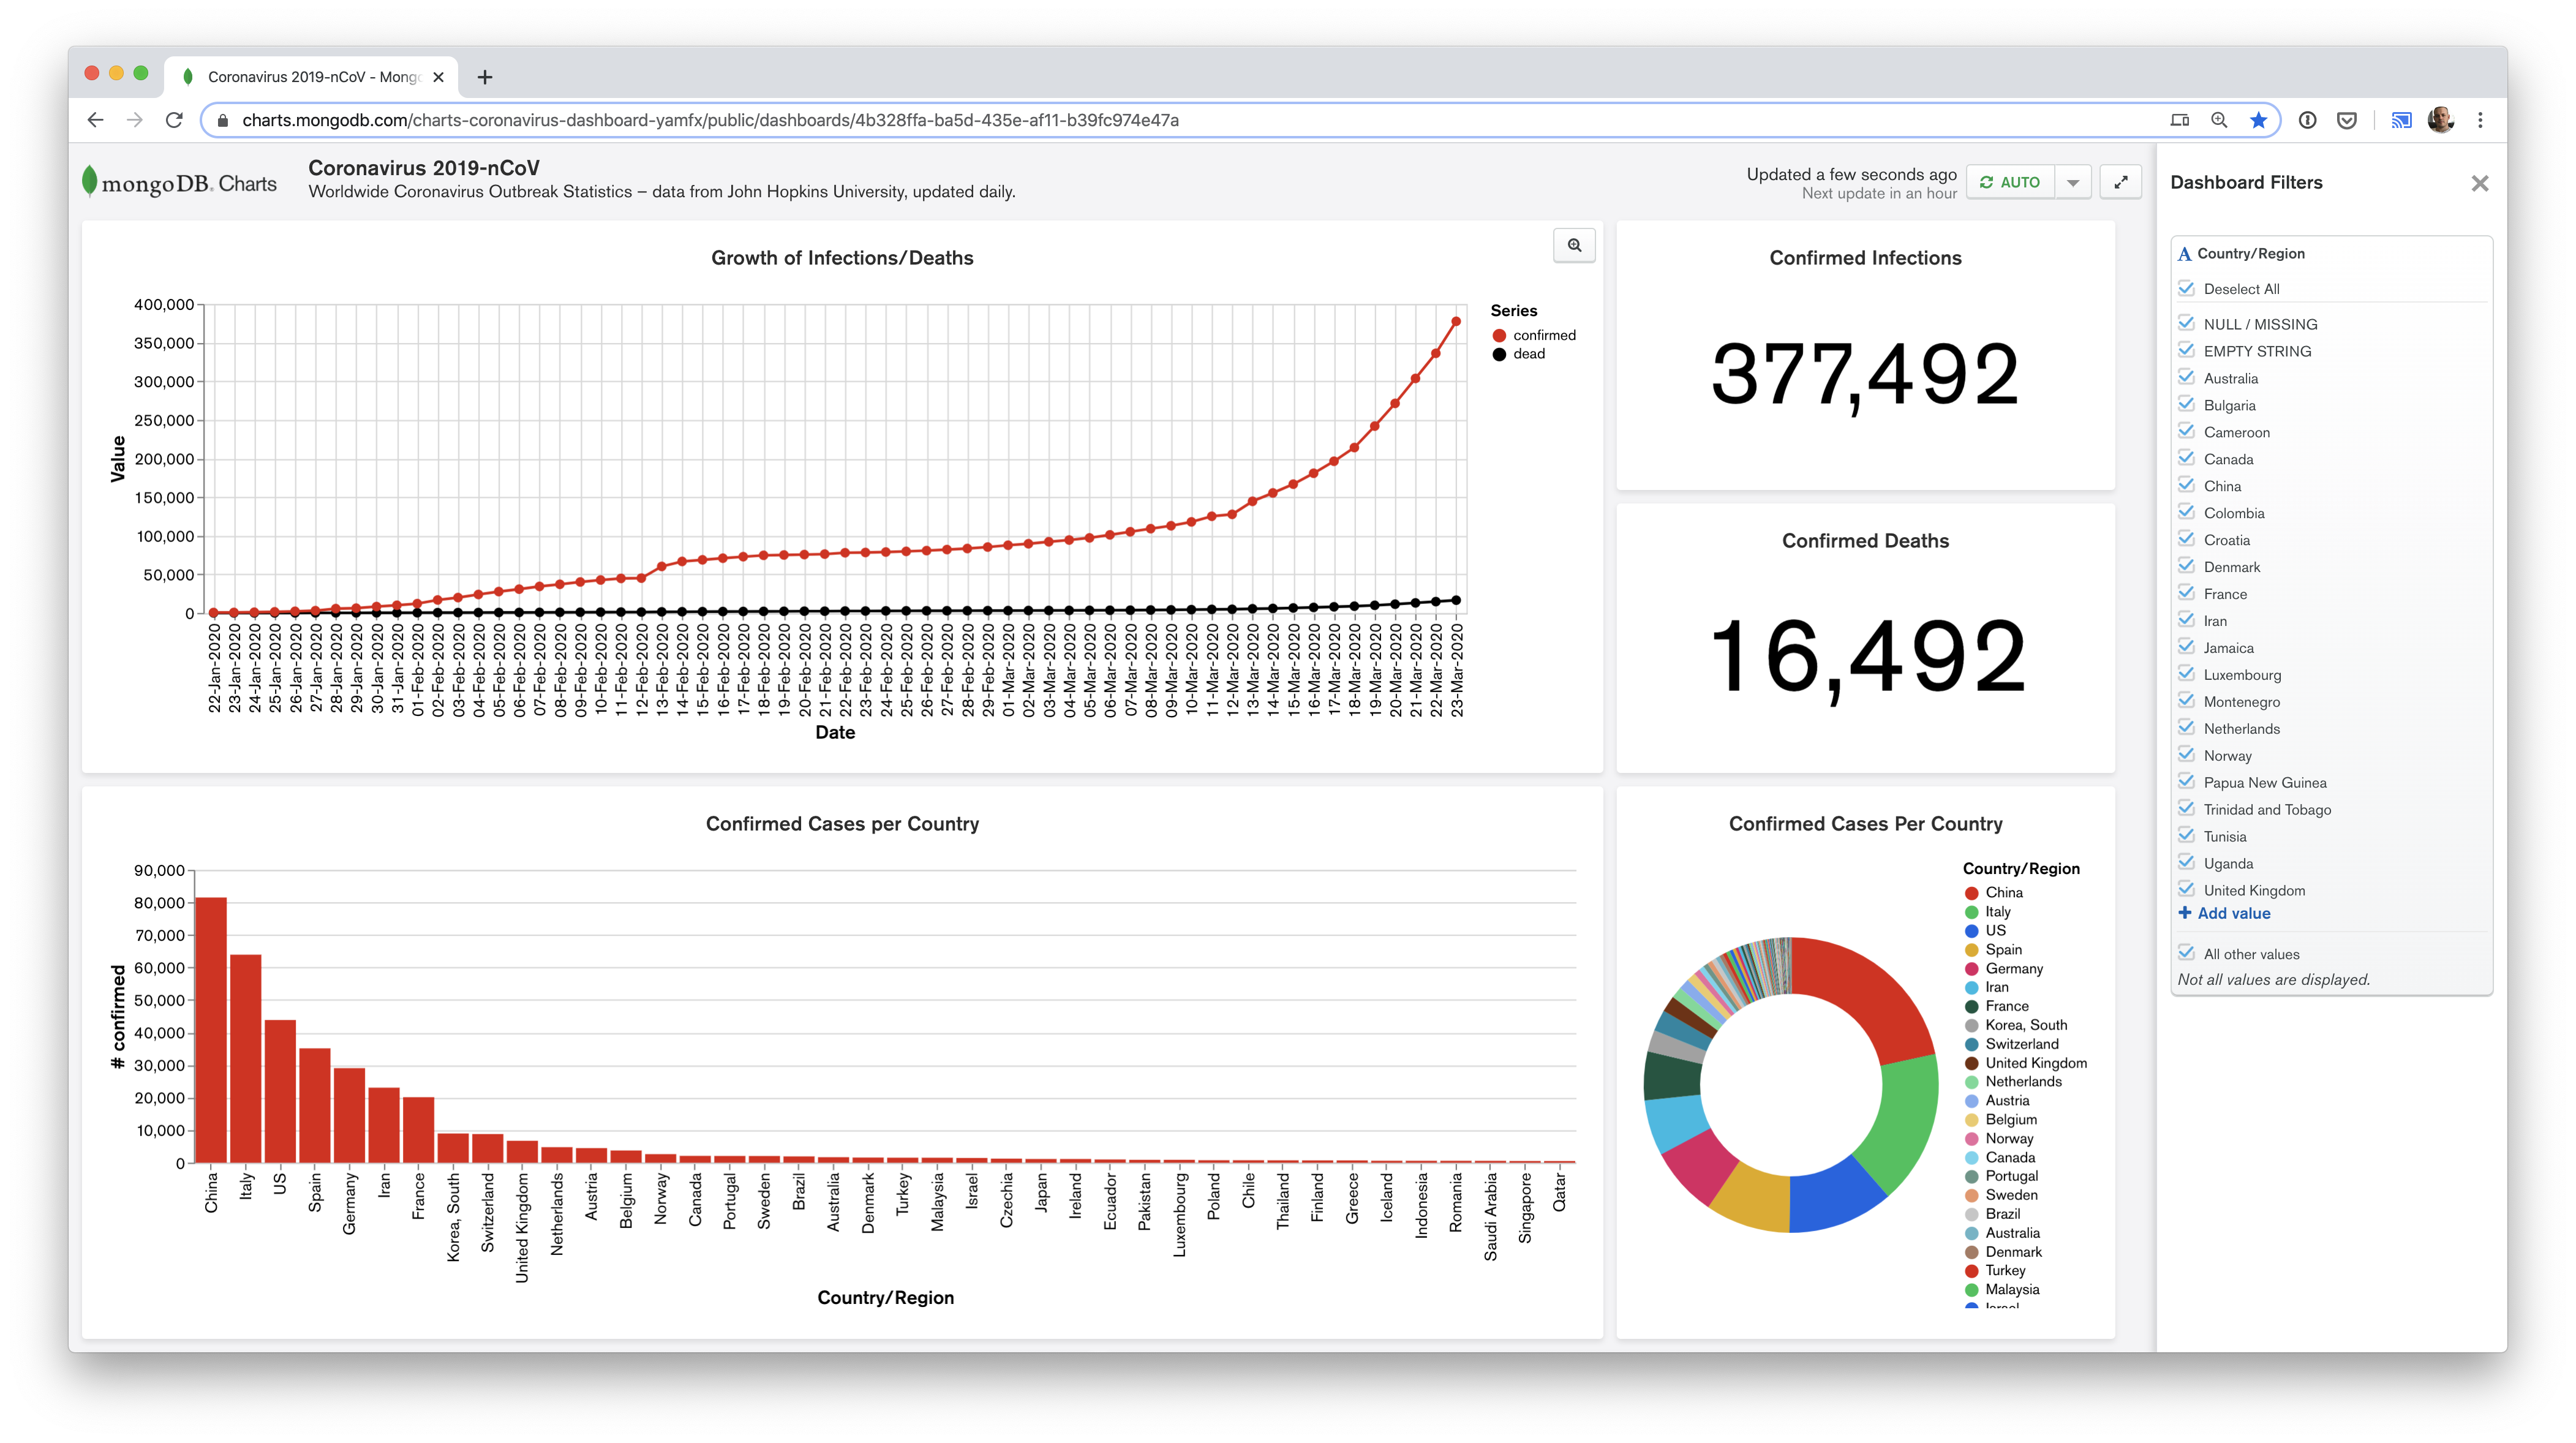 Coronavirus 2019-nCoV - Mong
charts.mongodb.com/charts-coronavirus-dashboard-yamfx/public/dashboards/4b328ffa-ba5d-435e-af11-b39fc974e47a
mongoDB. Charts
Coronavirus 2019-nCoV
Worldwide Coronavirus Outbreak Statistics – data from John Hopkins University, updated daily.
Updated a few seconds ago
Next update in an hour
AUTO
Growth of Infections/Deaths
400,000
350,000
300,000
250,000
200,000
150,000
100,000
50,000
0
Value
22-Jan-2020
23-Jan-2020
24-Jan-2020
25-Jan-2020
26-Jan-2020
27-Jan-2020
28-Jan-2020
29-Jan-2020
30-Jan-2020
31-Jan-2020
01-Feb-2020
02-Feb-2020
03-Feb-2020
04-Feb-2020
05-Feb-2020
06-Feb-2020
07-Feb-2020
08-Feb-2020
09-Feb-2020
10-Feb-2020
11-Feb-2020
12-Feb-2020
13-Feb-2020
14-Feb-2020
15-Feb-2020
16-Feb-2020
17-Feb-2020
18-Feb-2020
19-Feb-2020
20-Feb-2020
21-Feb-2020
22-Feb-2020
23-Feb-2020
24-Feb-2020
25-Feb-2020
26-Feb-2020
27-Feb-2020
28-Feb-2020
29-Feb-2020
01-Mar-2020
02-Mar-2020
03-Mar-2020
04-Mar-2020
05-Mar-2020
06-Mar-2020
07-Mar-2020
08-Mar-2020
09-Mar-2020
10-Mar-2020
11-Mar-2020
12-Mar-2020
13-Mar-2020
14-Mar-2020
15-Mar-2020
16-Mar-2020
17-Mar-2020
18-Mar-2020
19-Mar-2020
20-Mar-2020
21-Mar-2020
22-Mar-2020
23-Mar-2020
Date
Series
confirmed
dead
Confirmed Infections
377,492
Confirmed Deaths
16,492
Confirmed Cases per Country
90,000
80,000
70,000
60,000
50,000
40,000
30,000
20,000
10,000
0
# confirmed
China
Italy
US
Spain
Germany
Iran
France
Korea, South
Switzerland
United Kingdom
Netherlands
Austria
Belgium
Norway
Canada
Portugal
Sweden
Brazil
Australia
Denmark
Turkey
Malaysia
Israel
Czechia
Japan
Ireland
Ecuador
Pakistan
Luxembourg
Poland
Chile
Thailand
Finland
Greece
Iceland
Indonesia
Romania
Saudi Arabia
Singapore
Qatar
Country/Region
Confirmed Cases Per Country
Country/Region
China
Italy
US
Spain
Germany
Iran
France
Korea, South
Switzerland
United Kingdom
Netherlands
Austria
Belgium
Norway
Canada
Portugal
Sweden
Brazil
Australia
Denmark
Turkey
Malaysia
Israel
Dashboard Filters
A Country/Region
Deselect All
NULL / MISSING
EMPTY STRING
Australia
Bulgaria
Cameroon
Canada
China
Colombia
Croatia
Denmark
France
Iran
Jamaica
Luxembourg
Montenegro
Netherlands
Norway
Papua New Guinea
Trinidad and Tobago
Tunisia
Uganda
United Kingdom
+ Add value
All other values
Not all values are displayed.